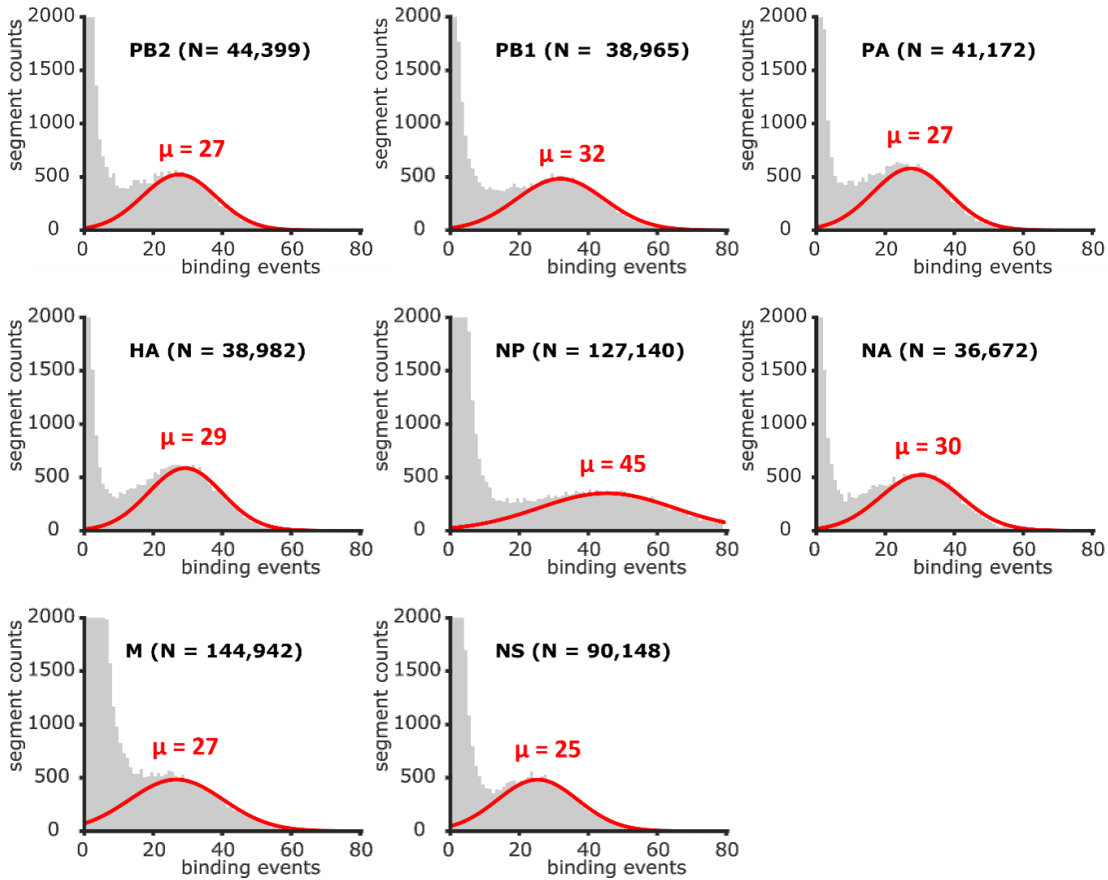 PB2 (N= 44,399)
μ = 27
segment counts
2000
1500
1000
500
0
0 20 40 60 80
binding events
PB1 (N = 38,965)
μ = 32
segment counts
2000
1500
1000
500
0
0 20 40 60 80
binding events
PA (N = 41,172)
μ = 27
segment counts
2000
1500
1000
500
0
0 20 40 60 80
binding events
HA (N = 38,982)
μ = 29
segment counts
2000
1500
1000
500
0
0 20 40 60 80
binding events
NP (N = 127,140)
μ = 45
segment counts
2000
1500
1000
500
0
0 20 40 60 80
binding events
NA (N = 36,672)
μ = 30
segment counts
2000
1500
1000
500
0
0 20 40 60 80
binding events
M (N = 144,942)
μ = 27
segment counts
2000
1500
1000
500
0
0 20 40 60 80
binding events
NS (N = 90,148)
μ = 25
segment counts
2000
1500
1000
500
0
0 20 40 60 80
binding events